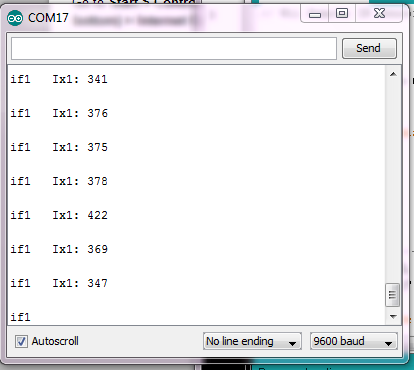 COM17
Send
if1   Ix1: 341
if1   Ix1: 376
if1   Ix1: 375
if1   Ix1: 378
if1   Ix1: 422
if1   Ix1: 369
if1   Ix1: 347
if1
Autoscroll
No line ending
9600 baud